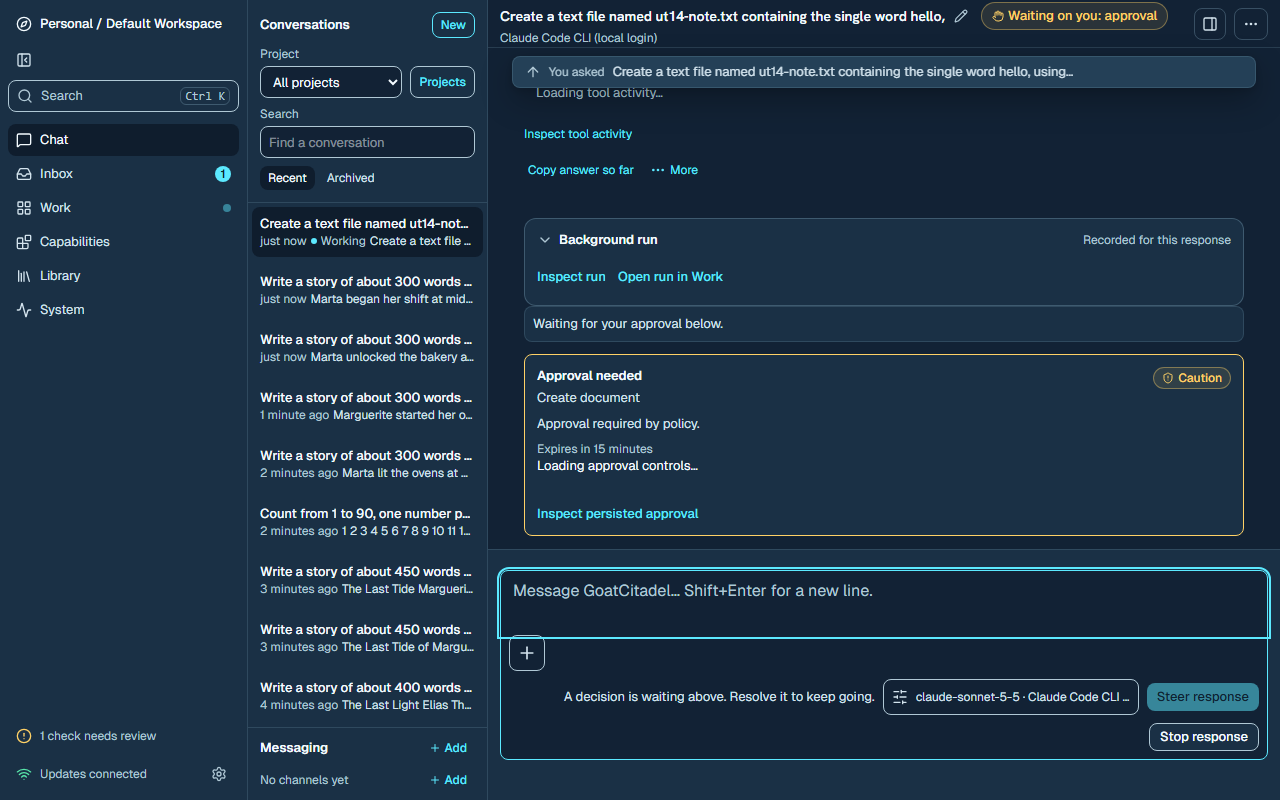 Personal / Default Workspace
Search
Ctrl K
Chat
Inbox
1
Work
Capabilities
Library
System
1 check needs review
Updates connected
Conversations
New
Project
All projects
Projects
Search
Find a conversation
Recent
Archived
Create a text file named ut14-not...
just now Working Create a text file ...
Write a story of about 300 words ...
just now Marta began her shift at mid...
Write a story of about 300 words ...
just now Marta unlocked the bakery a...
Write a story of about 300 words ...
1 minute ago Marguerite started her o...
Write a story of about 300 words ...
2 minutes ago Marta lit the ovens at ...
Count from 1 to 90, one number p...
2 minutes ago 1 2 3 4 5 6 7 8 9 10 11 1...
Write a story of about 450 words ...
3 minutes ago The Last Tide Margueri...
Write a story of about 450 words ...
3 minutes ago The Last Tide of Margu...
Write a story of about 400 words ...
4 minutes ago The Last Light Elias Th...
Messaging
+ Add
No channels yet
+ Add
Create a text file named ut14-note.txt containing the single word hello,
Waiting on you: approval
Claude Code CLI (local login)
You asked Create a text file named ut14-note.txt containing the single word hello, using...
Loading tool activity...
Inspect tool activity
Copy answer so far
More
Background run
Recorded for this response
Inspect run
Open run in Work
Waiting for your approval below.
Approval needed
Caution
Create document
Approval required by policy.
Expires in 15 minutes
Loading approval controls...
Inspect persisted approval
Message GoatCitadel... Shift+Enter for a new line.
A decision is waiting above. Resolve it to keep going.
claude-sonnet-5-5 · Claude Code CLI ...
Steer response
Stop response